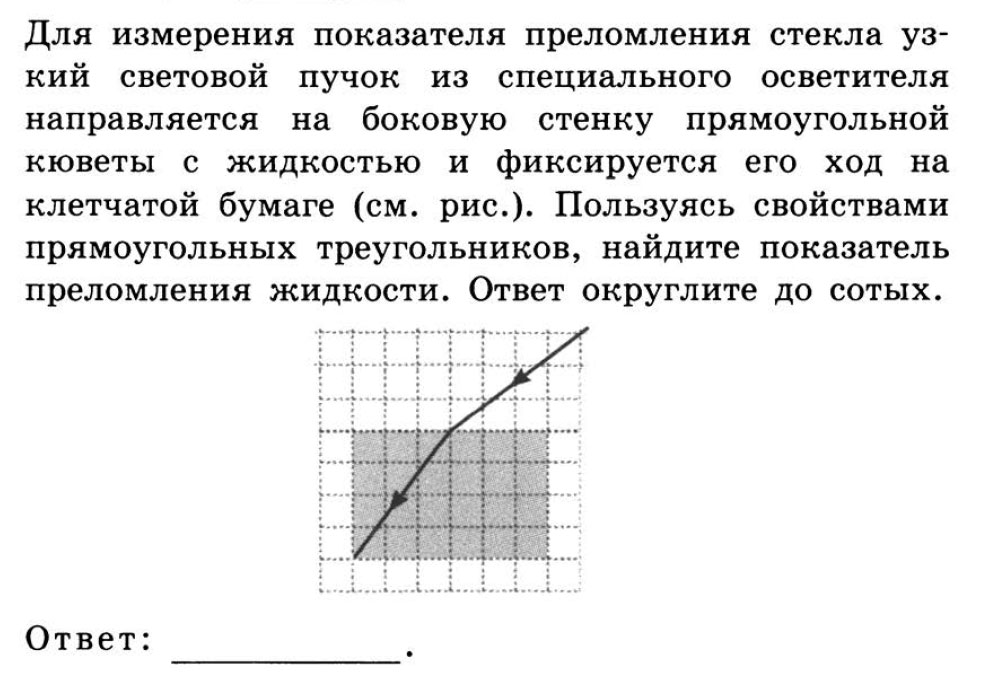 Для измерения показателя преломления стекла уз-
кий световой пучок из специального осветителя
направляется на боковую стенку прямоугольной
кюветы с жидкостью и фиксируется его ход на
клетчатой бумаге (см. рис.). Пользуясь свойствами
прямоугольных треугольников, найдите показатель
преломления жидкости. Ответ округлите до сотых.
Ответ: ____________.